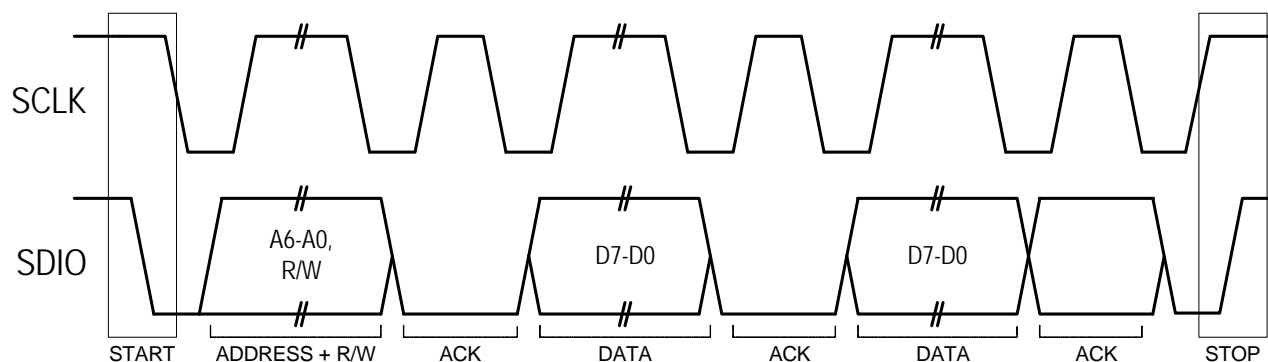 SCLK
SDIO
A6-A0,
R/W
D7-D0
D7-D0
START
ADDRESS + R/W
ACK
DATA
ACK
DATA
ACK
STOP